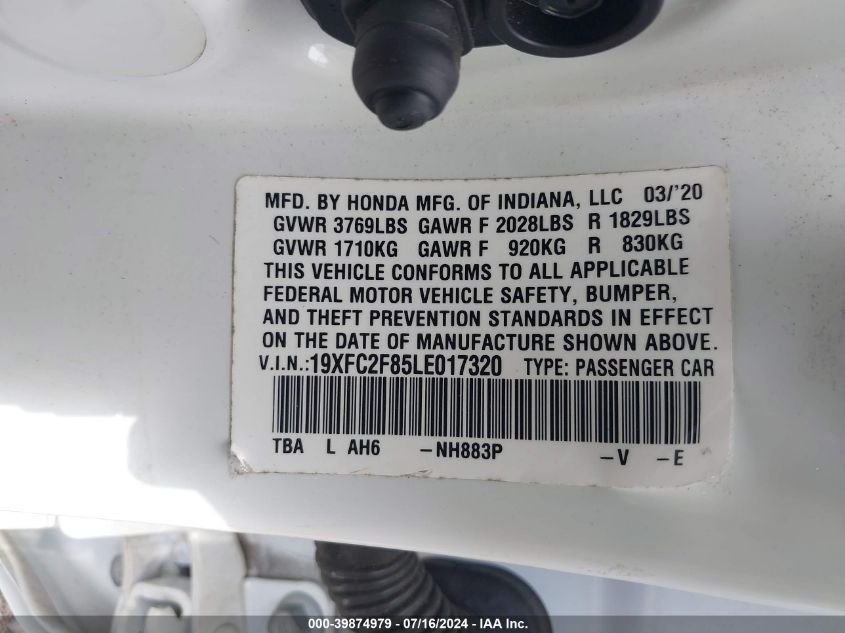 MFD. BY HONDA MFG. OF INDIANA, LLC 03/'20
GVWR 3769LBS GAWR F 2028LBS R 1829LBS
GVWR 1710KG GAWR F 920KG R 830KG
THIS VEHICLE CONFORMS TO ALL APPLICABLE
FEDERAL MOTOR VEHICLE SAFETY, BUMPER,
AND THEFT PREVENTION STANDARDS IN EFFECT
ON THE DATE OF MANUFACTURE SHOWN ABOVE.
V.I.N.:19XFC2F85LE017320 TYPE: PASSENGER CAR
TBA L AH6 -NH883P -V -E
000-39874979 / 07/16/2024 / IAA Inc.